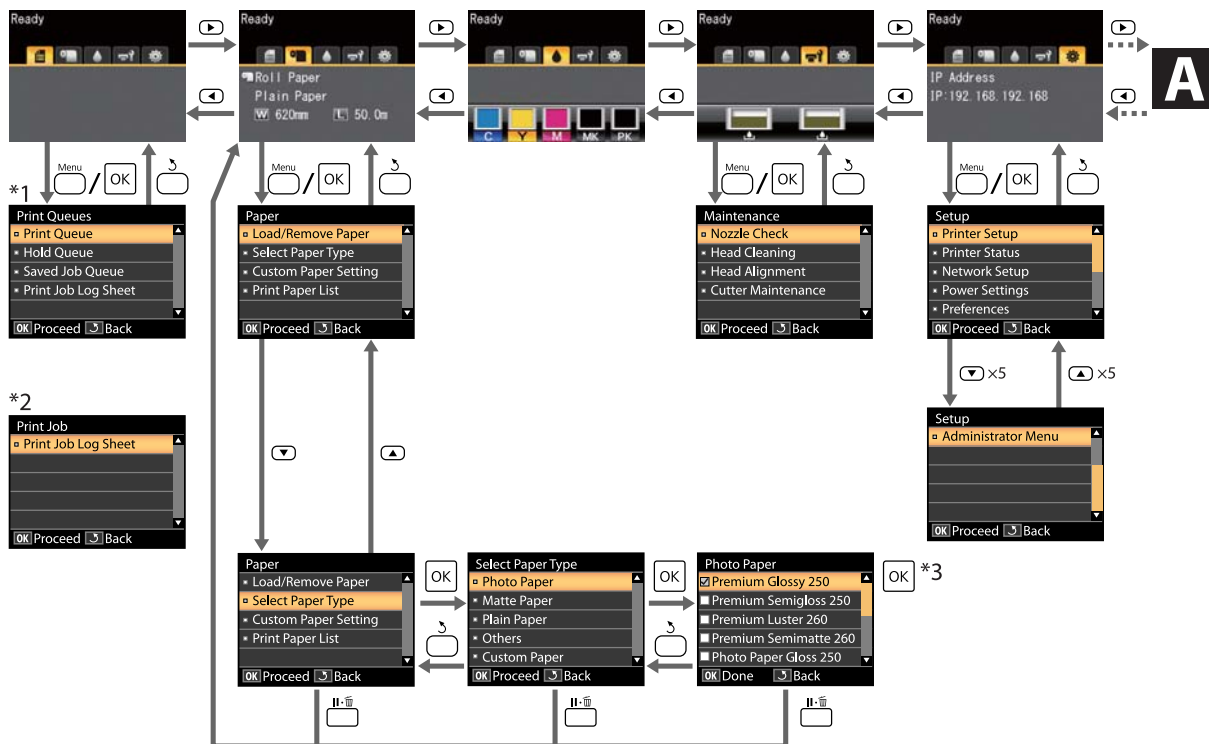 Ready
Ready
Ready
Ready
Ready
Roll Paper
Plain Paper
W 620mm L 50.0m
C Y M MK PK
IP Address
IP:192.168.192.168
A
Menu / OK
Menu / OK
Menu / OK
Menu / OK
*1
Print Queues
Print Queue
Hold Queue
Saved Job Queue
Print Job Log Sheet
OK Proceed Back
Paper
Load/Remove Paper
Select Paper Type
Custom Paper Setting
Print Paper List
OK Proceed Back
Maintenance
Nozzle Check
Head Cleaning
Head Alignment
Cutter Maintenance
OK Proceed Back
Setup
Printer Setup
Printer Status
Network Setup
Power Settings
Preferences
OK Proceed Back
×5
×5
*2
Print Job
Print Job Log Sheet
OK Proceed Back
Setup
Administrator Menu
OK Proceed Back
Paper
Load/Remove Paper
Select Paper Type
Custom Paper Setting
Print Paper List
OK Proceed Back
OK
Select Paper Type
Photo Paper
Matte Paper
Plain Paper
Others
Custom Paper
OK Proceed Back
OK
Photo Paper
Premium Glossy 250
Premium Semigloss 250
Premium Luster 260
Premium Semimatte 260
Photo Paper Gloss 250
OK Done Back
OK *3